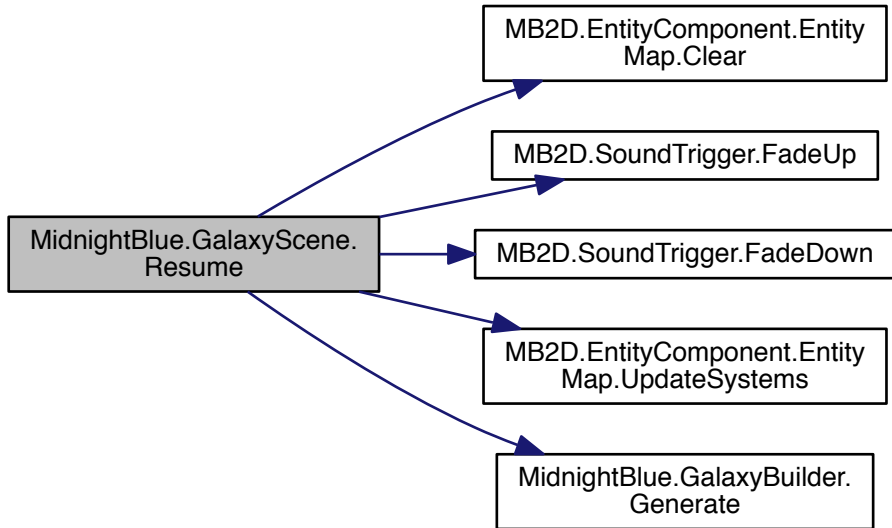 MB2D.EntityComponent.Entity
Map.Clear
MB2D.SoundTrigger.FadeUp
MidnightBlue.GalaxyScene.
Resume
MB2D.SoundTrigger.FadeDown
MB2D.EntityComponent.Entity
Map.UpdateSystems
MidnightBlue.GalaxyBuilder.
Generate